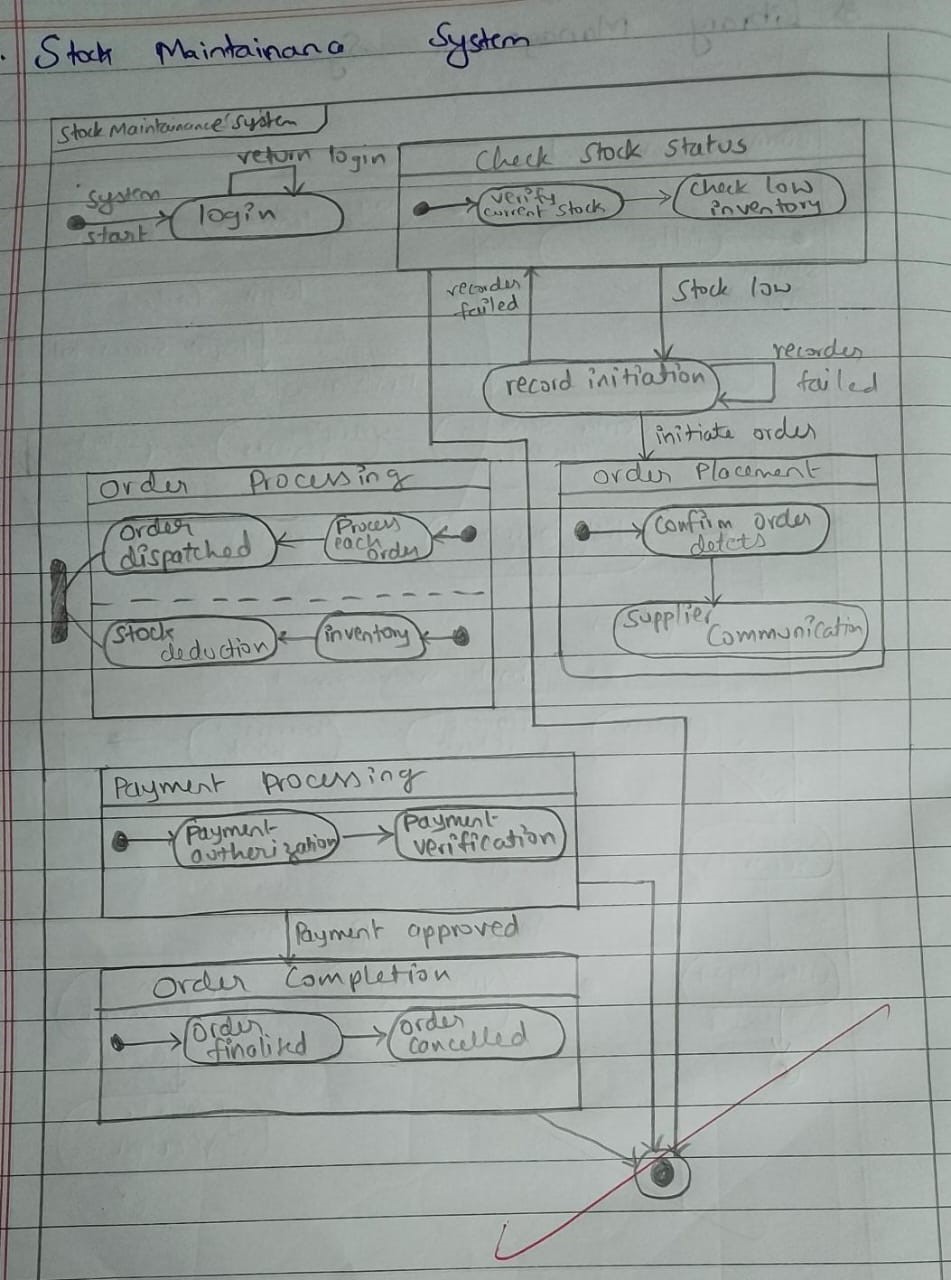 Stock Maintainana System
Stock Maintainance System
return login
system
start
login
Check Stock Status
verify
current stock
Check low
inventory
recorder
failed
Stock low
record initiation
recorder
failed
initiate order
Order Processing
Order
dispatched
Process
each
order
Stock
deduction
inventory
Order Placement
Confirm order
detcts
Supplier
Communication
Payment Processing
Payment
autherization
Payment
verification
Payment approved
Order Completion
Order
finalised
Order
cancelled